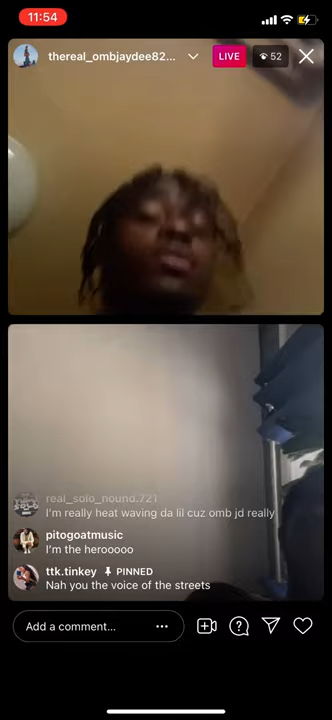 11:54
thereal_ombjaydee82...
LIVE
52
real_solo_nound.721
I'm really heat waving da lil cuz omb jd really
pitogoatmusic
I'm the herooooo
ttk.tinkey PINNED
Nah you the voice of the streets
Add a comment...